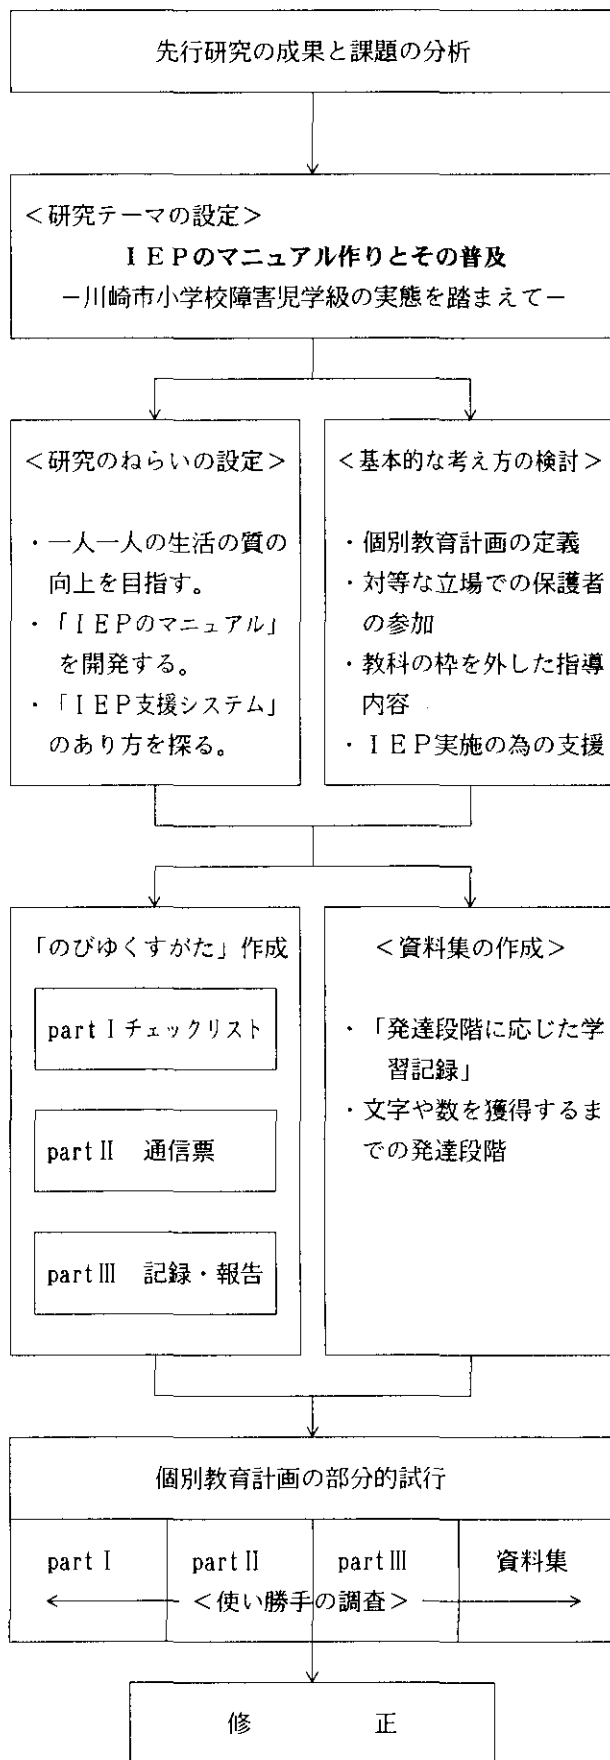 先行研究の成果と課題の分析
＜研究テーマの設定＞
ＩＥＰのマニュアル作りとその普及
－川崎市小学校障害児学級の実態を踏まえて－
＜研究のねらいの設定＞
・一人一人の生活の質の
向上を目指す。
・「ＩＥＰのマニュアル」
を開発する。
・「ＩＥＰ支援システム」
のあり方を探る。
＜基本的な考え方の検討＞
・個別教育計画の定義
・対等な立場での保護者
の参加
・教科の枠を外した指導
内容
・ＩＥＰ実施の為の支援
「のびゆくすがた」作成
part Ⅰ チェックリスト
part Ⅱ 通信票
part Ⅲ 記録・報告
＜資料集の作成＞
・「発達段階に応じた学
習記録」
・文字や数を獲得するま
での発達段階
個別教育計画の部分的試行
part Ⅰ part Ⅱ part Ⅲ 資料集
＜使い勝手の調査＞
修 正